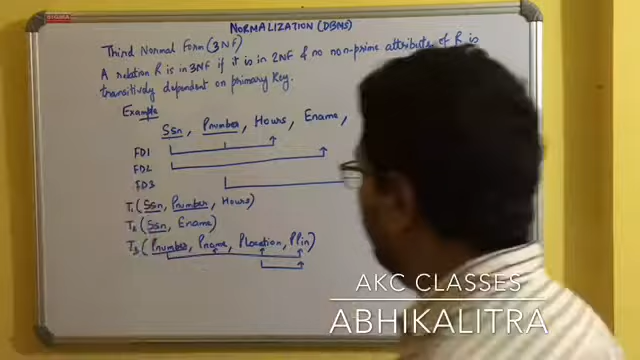 NORMALIZATION (DBMS)
Third Normal Form (3NF)
A relation R is in 3NF if it is in 2NF & no non-prime attribute of R is
transitively dependent on primary key.
Example
Ssn, Pnumber, Hours, Ename,
FD1
FD2
FD3
T1 (Ssn, Pnumber, Hours)
T2 (Ssn, Ename)
T3 (Pnumber, Pname, PLocation, PPin)
AKC CLASSES
ABHIKALITRA